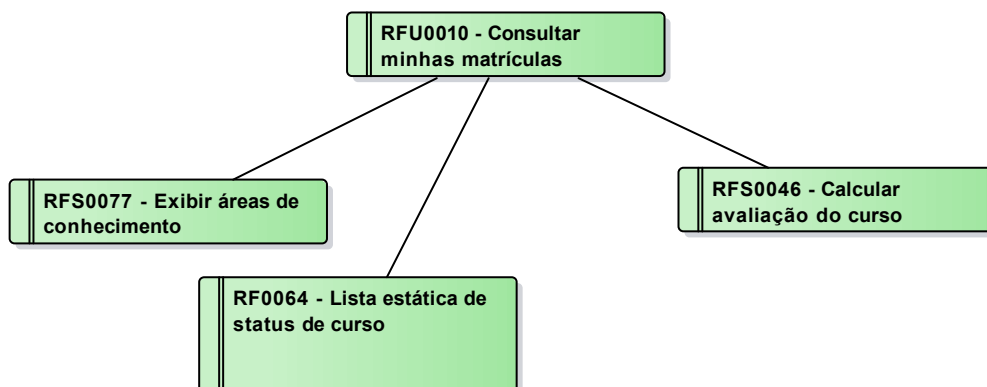 RFU0010 - Consultar
minhas matrículas
RFS0077 - Exibir áreas de
conhecimento
RFS0046 - Calcular
avaliação do curso
RF0064 - Lista estática de
status de curso